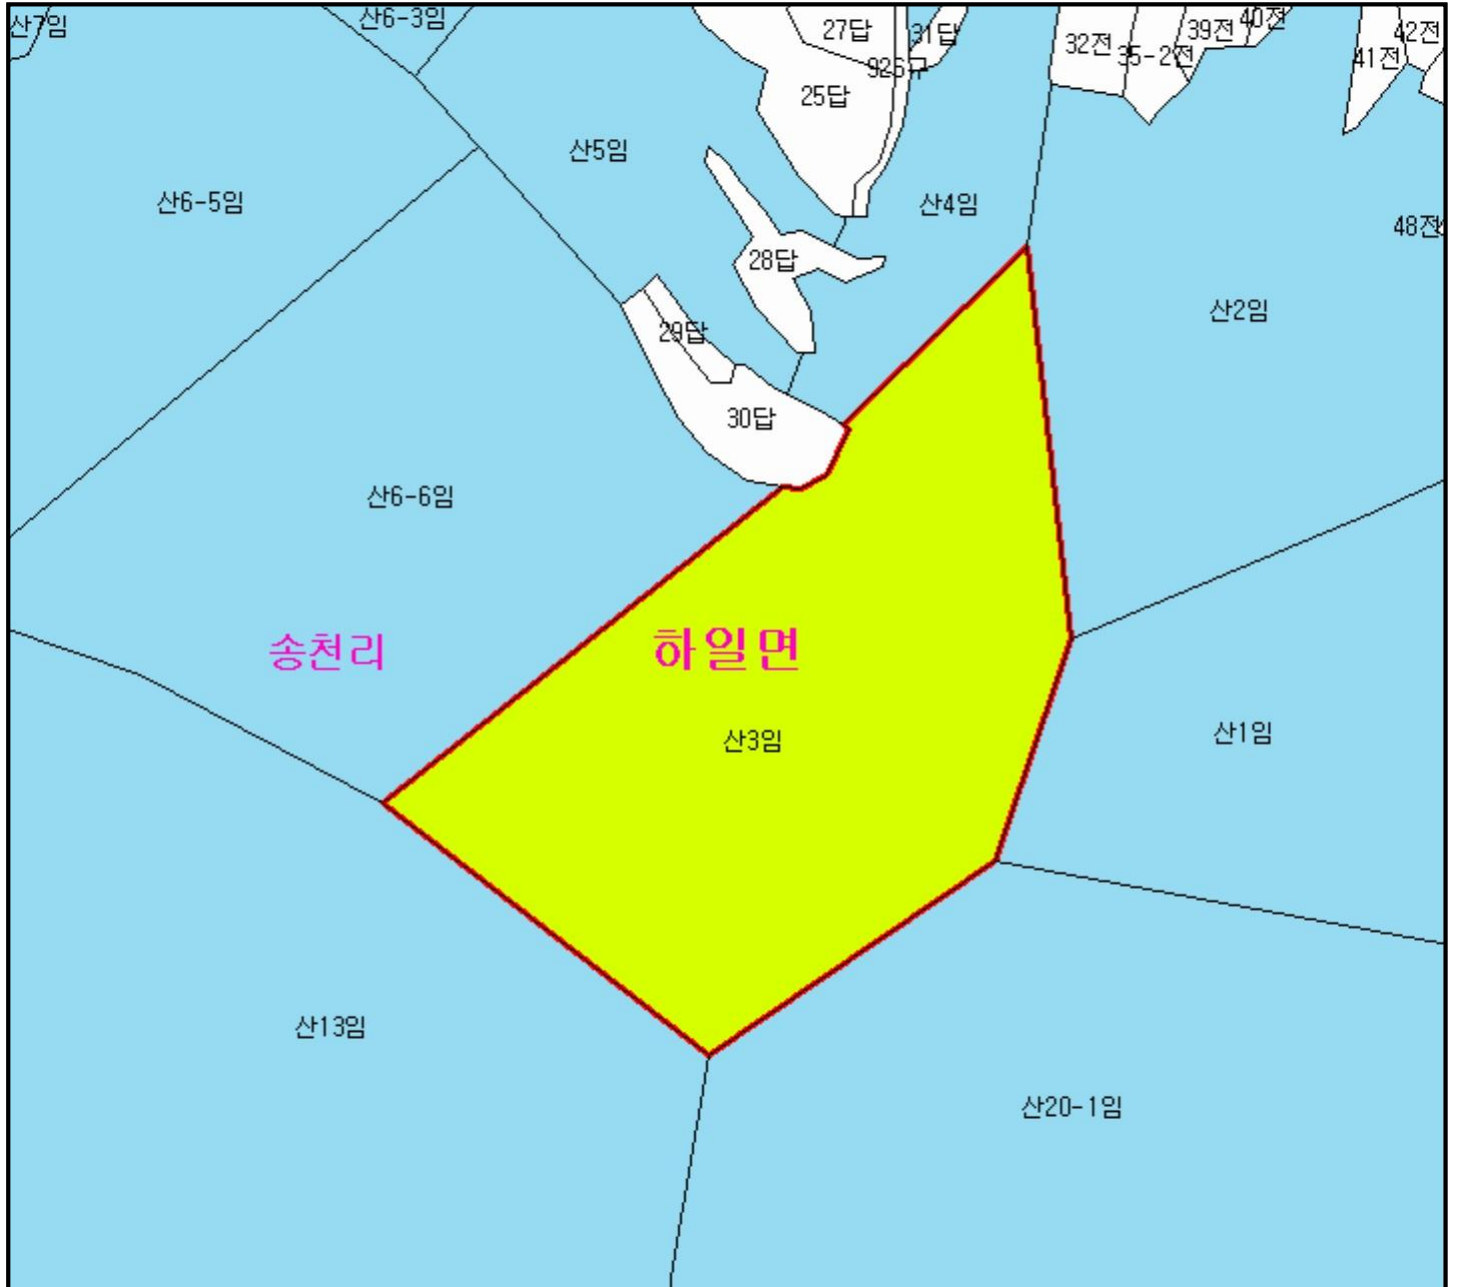 산7임
산6-3임
27답
31답
32전
35-2전
39전
40전
41전
42전
25답
산5임
산6-5임
산4임
48전
28답
산2임
29답
30답
산6-6임
송천리
하일면
산3임
산1임
산13임
산20-1임